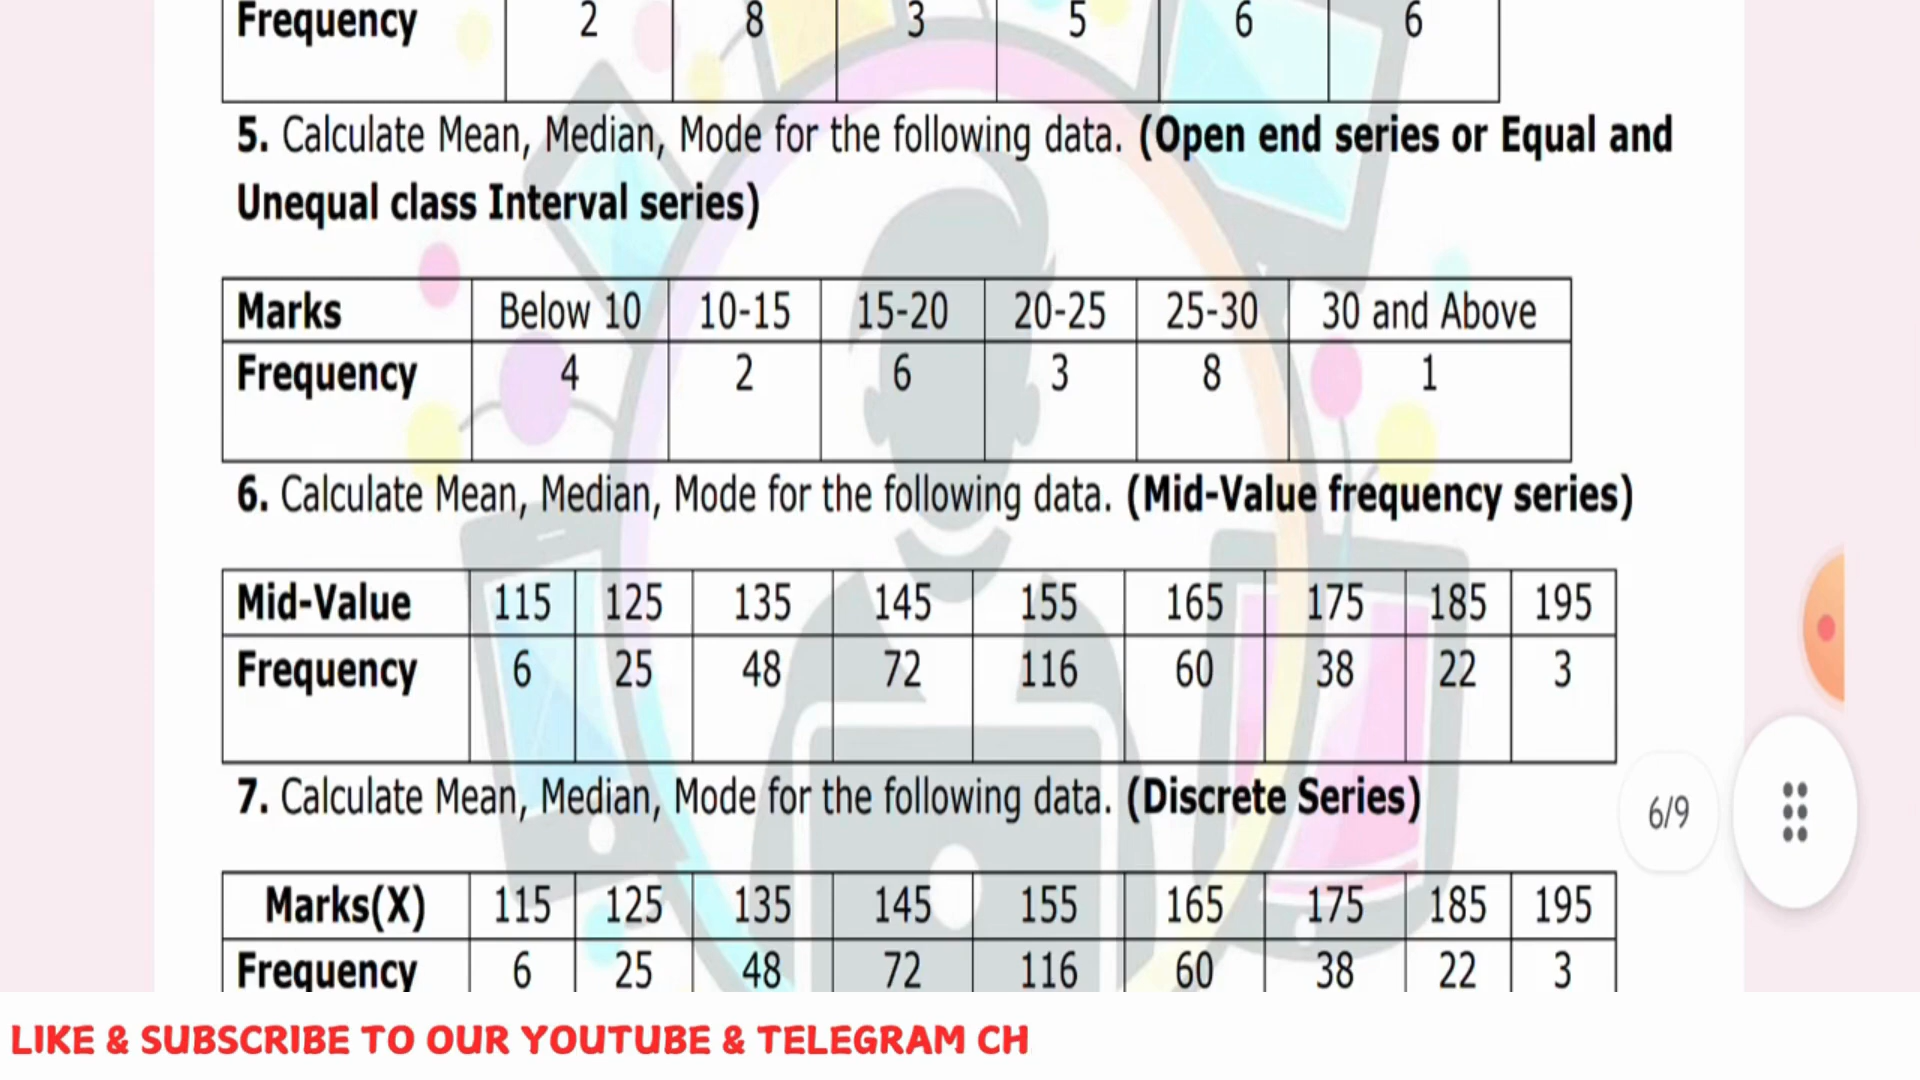 Frequency 2 8 3 5 6 6
5. Calculate Mean, Median, Mode for the following data. (Open end series or Equal and
Unequal class Interval series)
Marks Below 10 10-15 15-20 20-25 25-30 30 and Above
Frequency 4 2 6 3 8 1
6. Calculate Mean, Median, Mode for the following data. (Mid-Value frequency series)
Mid-Value 115 125 135 145 155 165 175 185 195
Frequency 6 25 48 72 116 60 38 22 3
7. Calculate Mean, Median, Mode for the following data. (Discrete Series)
6/9
Marks(X) 115 125 135 145 155 165 175 185 195
Frequency 6 25 48 72 116 60 38 22 3
LIKE & SUBSCRIBE TO OUR YOUTUBE & TELEGRAM CH